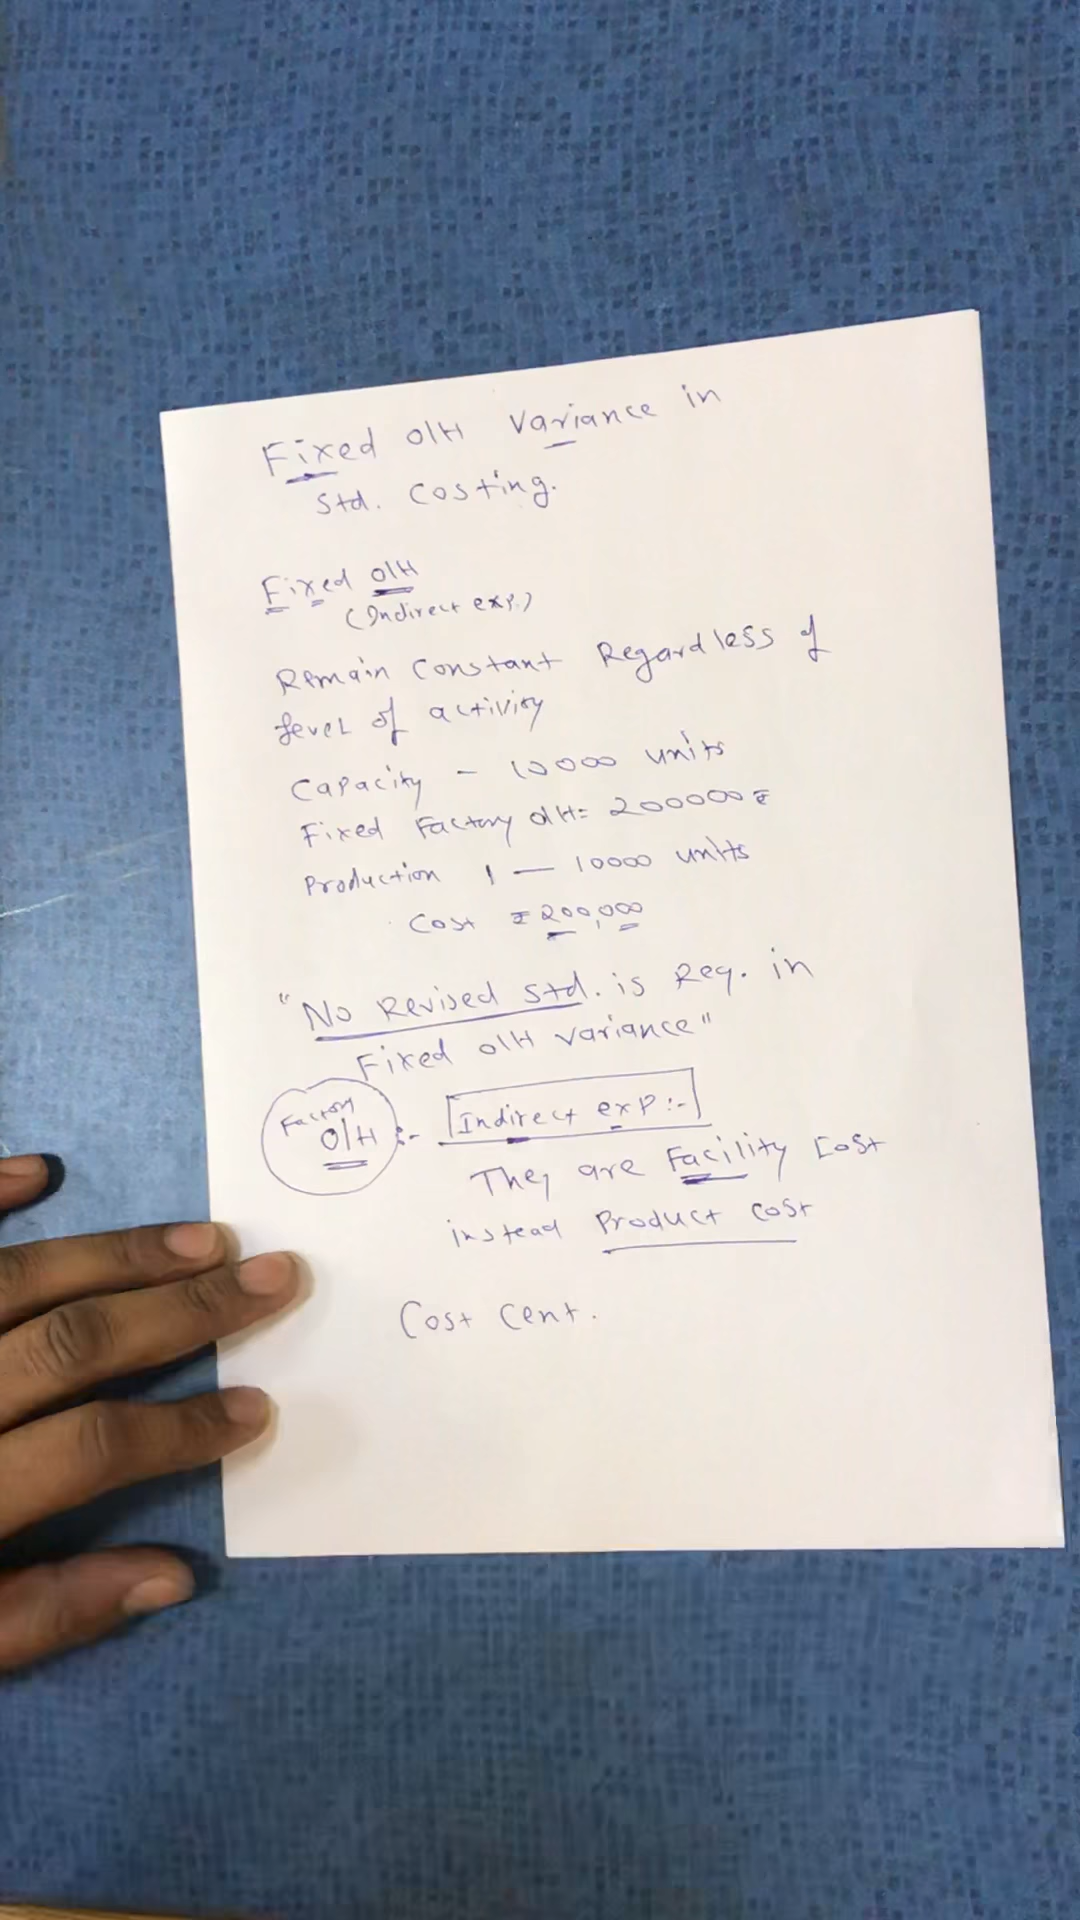 Fixed O/H Variance in
Std. Costing.
Fixed O/H
(Indirect exp.)
Remain Constant Regardless of
level of activity
Capacity - 10000 units
Fixed Factory O/H = 200000 ₹
Production 1 — 10000 units
Cost ₹ 200,000
"No Revised Std. is Req. in
Fixed O/H variance"
Factory
O/H :- Indirect exp :-
They are Facility Cost
instead Product cost
Cost Cent.